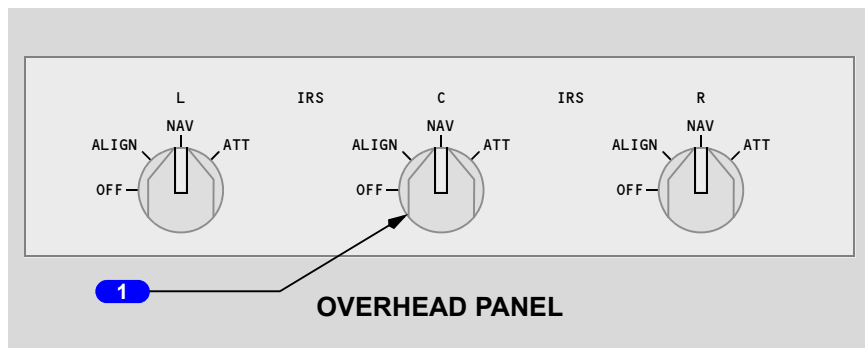 L IRS C IRS R
NAV NAV NAV
ALIGN ATT ALIGN ATT ALIGN ATT
OFF OFF OFF
1
OVERHEAD PANEL